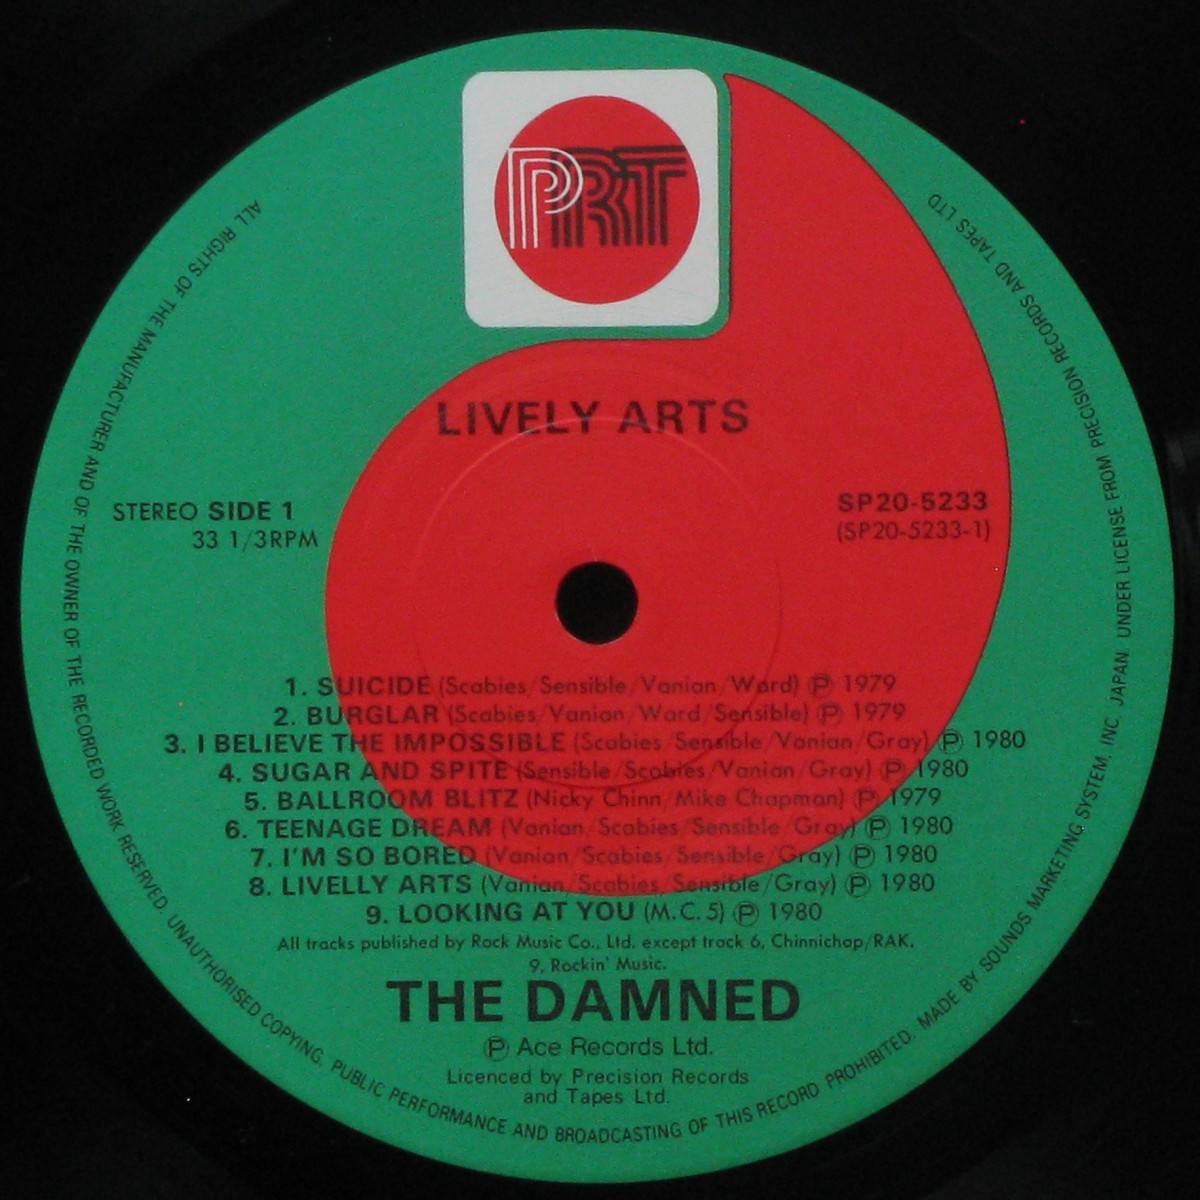 PRT
LIVELY ARTS
STEREO SIDE 1
33 1/3RPM
SP20-5233
(SP20-5233-1)
1. SUICIDE (Scabies/Sensible/Vanian/Ward) Ⓟ 1979
2. BURGLAR (Scabies/Vanian/Ward/Sensible) Ⓟ 1979
3. I BELIEVE THE IMPOSSIBLE (Scabies/Sensible/Vanian/Gray) Ⓟ 1980
4. SUGAR AND SPITE (Sensible/Scabies/Vanian/Gray) Ⓟ 1980
5. BALLROOM BLITZ (Nicky Chinn/Mike Chapman) Ⓟ 1979
6. TEENAGE DREAM (Vanian/Scabies/Sensible/Gray) Ⓟ 1980
7. I'M SO BORED (Vanian/Scabies/Sensible/Gray) Ⓟ 1980
8. LIVELLY ARTS (Vanian/Scabies/Sensible/Gray) Ⓟ 1980
9. LOOKING AT YOU (M.C.5) Ⓟ 1980
All tracks published by Rock Music Co., Ltd. except track 6, Chinnichap/RAK,
9, Rockin' Music.
THE DAMNED
Ⓟ Ace Records Ltd.
Licenced by Precision Records
and Tapes Ltd.
ALL RIGHTS OF THE MANUFACTURER AND OF THE OWNER OF THE RECORDED WORK RESERVED. UNAUTHORISED COPYING, PUBLIC PERFORMANCE AND BROADCASTING OF THIS RECORD PROHIBITED. MADE BY SOUNDS MARKETING SYSTEM, INC. JAPAN UNDER LICENSE FROM PRECISION RECORDS AND TAPES LTD